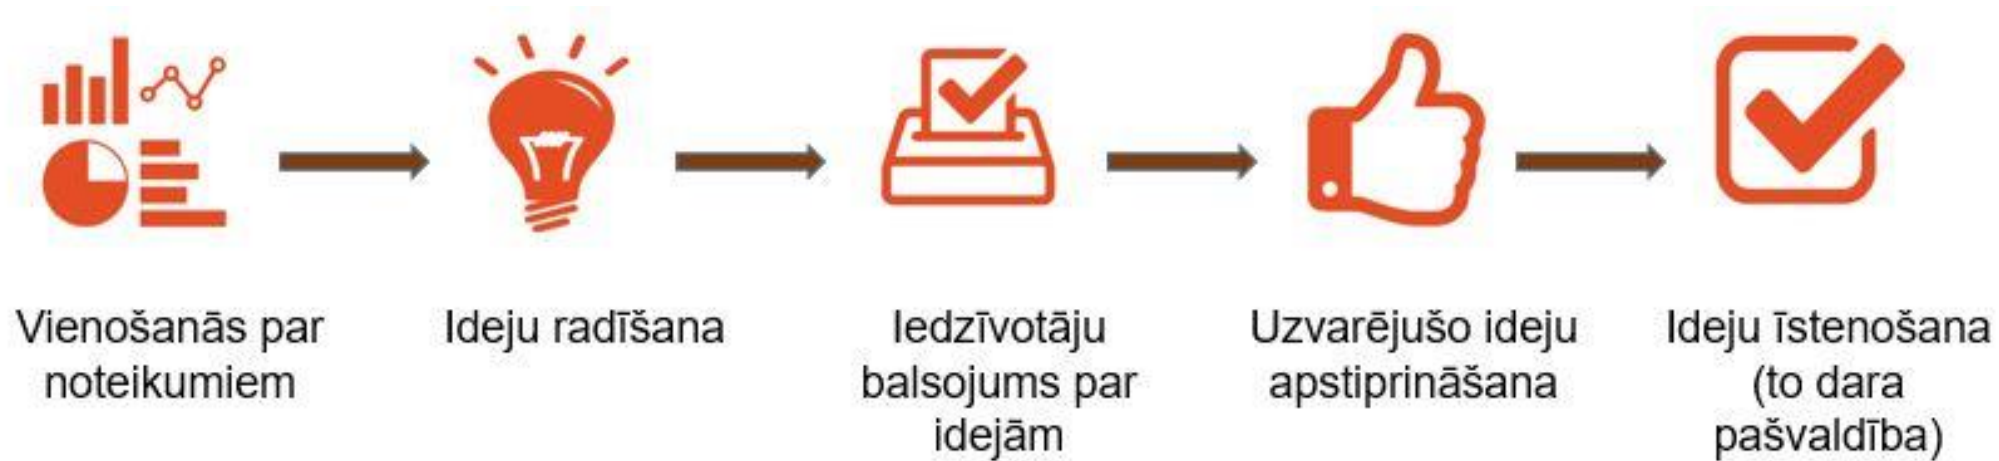 Vienošanās par
noteikumiem
Ideju radīšana
Iedzīvotāju
balsojums par
idejām
Uzvarējušo ideju
apstiprināšana
Ideju īstenošana
(to dara
pašvaldība)